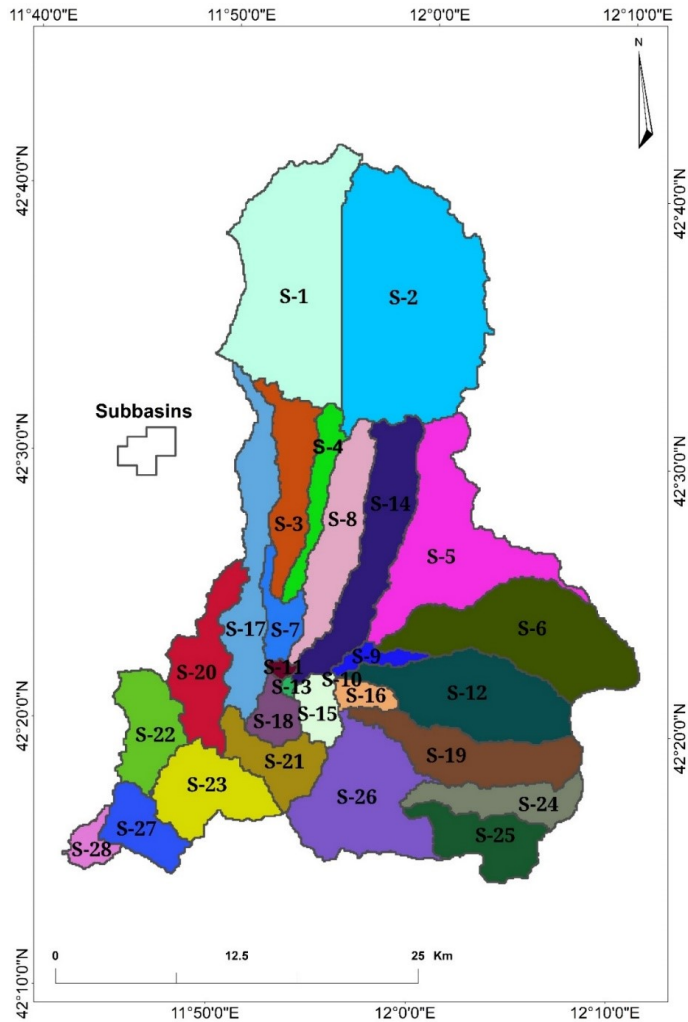 11°40'0"E
11°50'0"E
12°0'0"E
12°10'0"E
N
42°40'0"N
42°40'0"N
S-1
S-2
Subbasins
42°30'0"N
42°30'0"N
S-4
S-14
S-8
S-3
S-5
S-17
S-7
S-6
S-9
S-11
S-20
S-10
S-13
S-16
S-12
S-15
S-18
42°20'0"N
42°20'0"N
S-22
S-21
S-19
S-23
S-26
S-24
S-27
S-25
S-28
0
12.5
25 Km
42°10'0"N
42°10'0"N
11°50'0"E
12°0'0"E
12°10'0"E